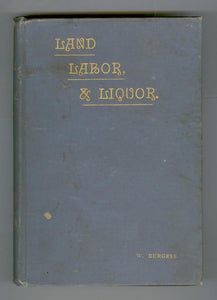 LAND
LABOR,
& LIQUOR.
W. BURGESS